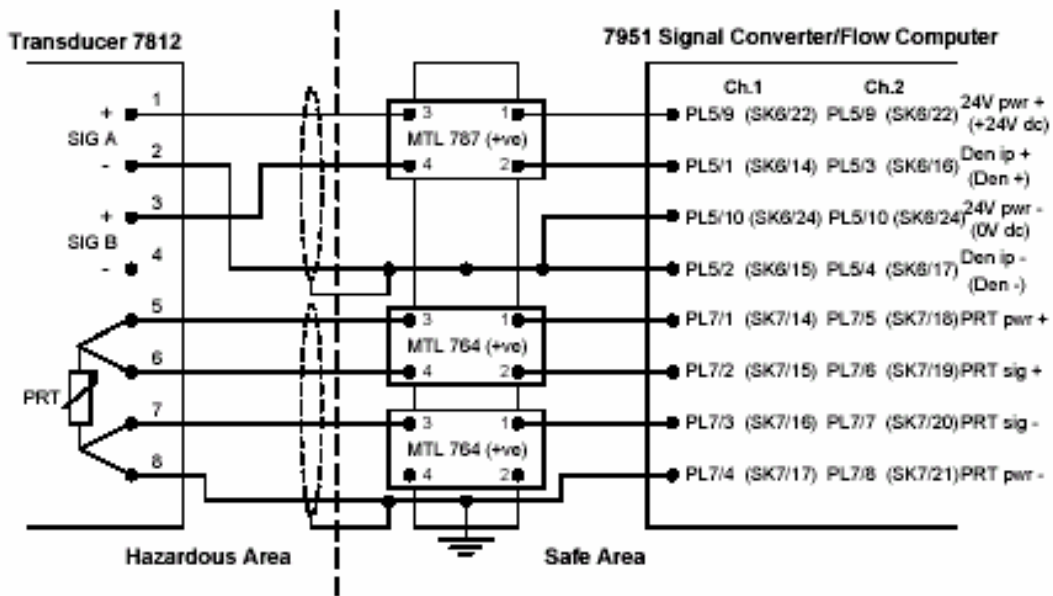 Transducer 7812
7951 Signal Converter/Flow Computer
Ch.1 Ch.2
1
+
3 1
PL5/9 (SK6/22) PL5/9 (SK6/22) 24V pwr +
(+24V dc)
SIG A
MTL 787 (+ve)
2
-
4 2
PL5/1 (SK6/14) PL5/3 (SK6/16) Den ip +
(Den +)
3
+
PL5/10 (SK6/24) PL5/10 (SK6/24) 24V pwr -
(0V dc)
SIG B
4
-
PL5/2 (SK6/15) PL5/4 (SK6/17) Den ip -
(Den -)
5
3 1
PL7/1 (SK7/14) PL7/5 (SK7/18) PRT pwr +
MTL 764 (+ve)
6
4 2
PL7/2 (SK7/15) PL7/6 (SK7/19) PRT sig +
PRT
7
3 1
PL7/3 (SK7/16) PL7/7 (SK7/20) PRT sig -
MTL 764 (+ve)
8
4 2
PL7/4 (SK7/17) PL7/8 (SK7/21) PRT pwr -
Hazardous Area
Safe Area